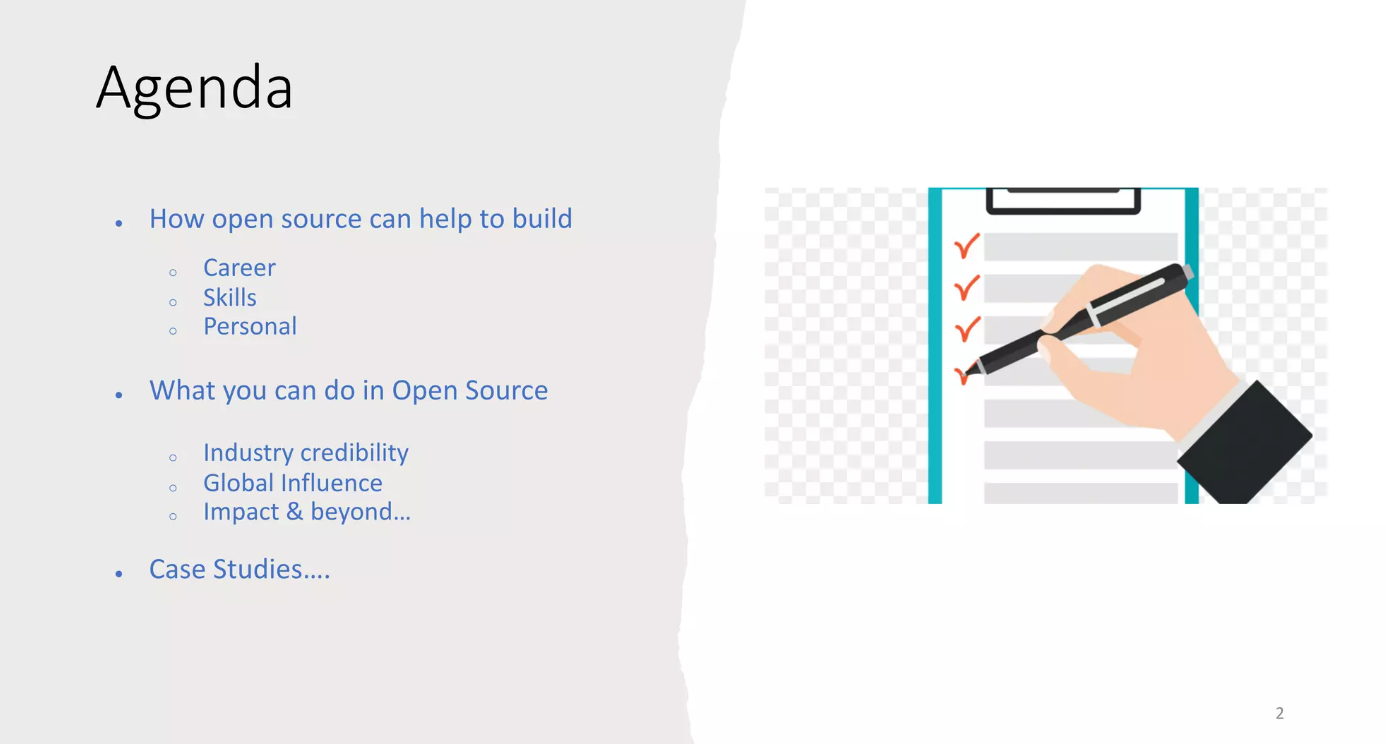 Agenda
• How open source can help to build
○ Career
○ Skills
○ Personal
• What you can do in Open Source
○ Industry credibility
○ Global Influence
○ Impact & beyond…
• Case Studies….
2